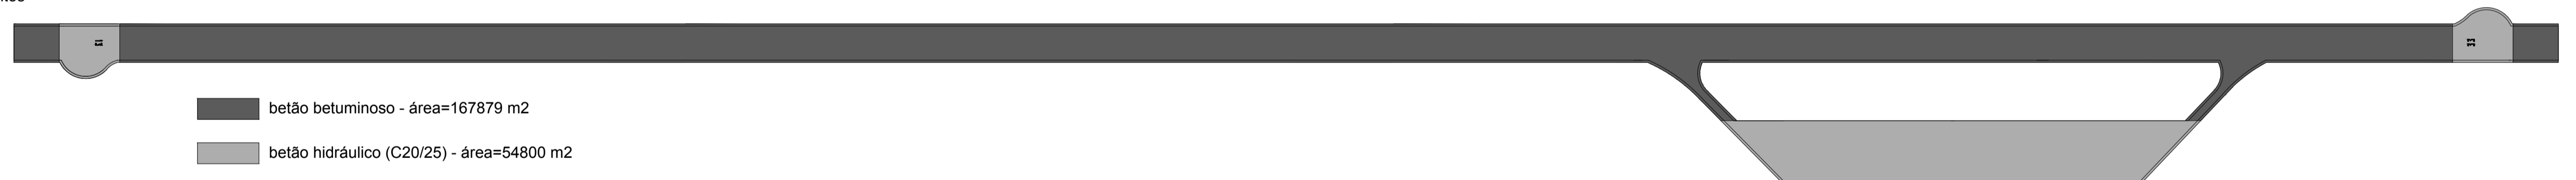 betão betuminoso - área=167879 m2
betão hidráulico (C20/25) - área=54800 m2